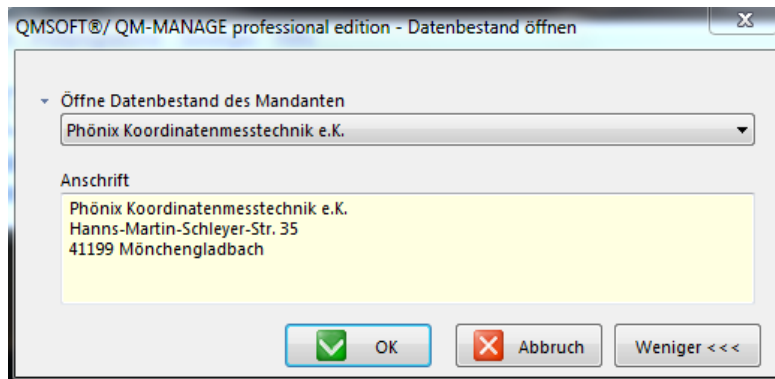 QMSOFT®/ QM-MANAGE professional edition - Datenbestand öffnen
Öffne Datenbestand des Mandanten
Phönix Koordinatenmesstechnik e.K.
Anschrift
Phönix Koordinatenmesstechnik e.K.
Hanns-Martin-Schleyer-Str. 35
41199 Mönchengladbach
OK Abbruch Weniger <<<